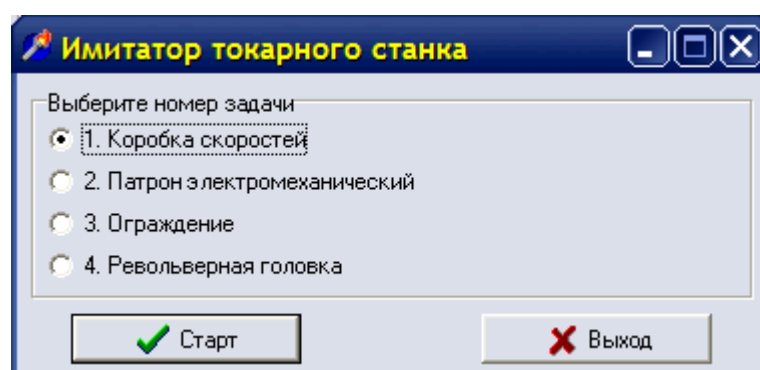 Имитатор токарного станка
Выберите номер задачи
1. Коробка скоростей
2. Патрон электромеханический
3. Ограждение
4. Револьверная головка
Старт
Выход